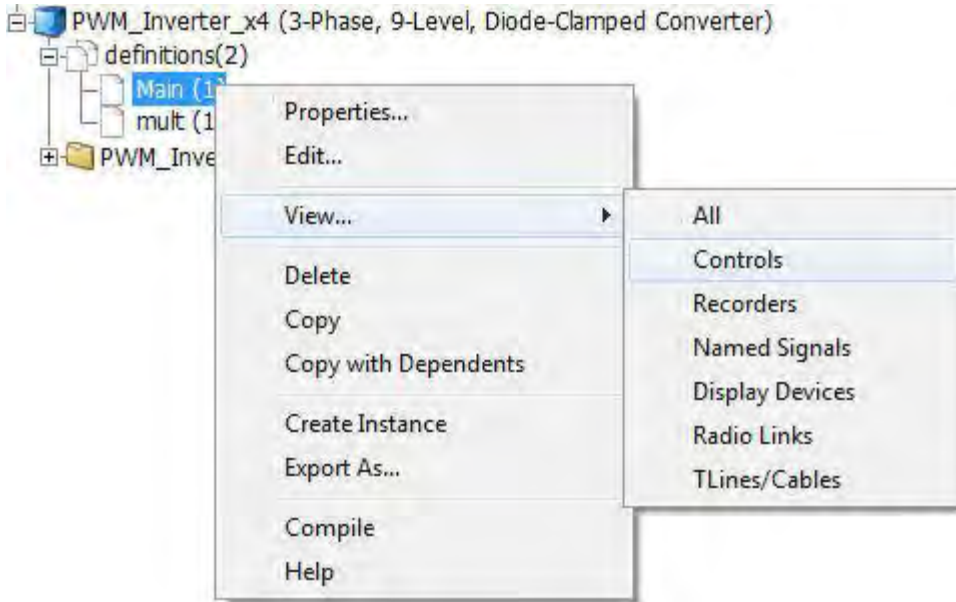 PWM_Inverter_x4 (3-Phase, 9-Level, Diode-Clamped Converter)
definitions(2)
Main (1)
mult (1
PWM_Inve
Properties...
Edit...
View...
Delete
Copy
Copy with Dependents
Create Instance
Export As...
Compile
Help
All
Controls
Recorders
Named Signals
Display Devices
Radio Links
TLines/Cables